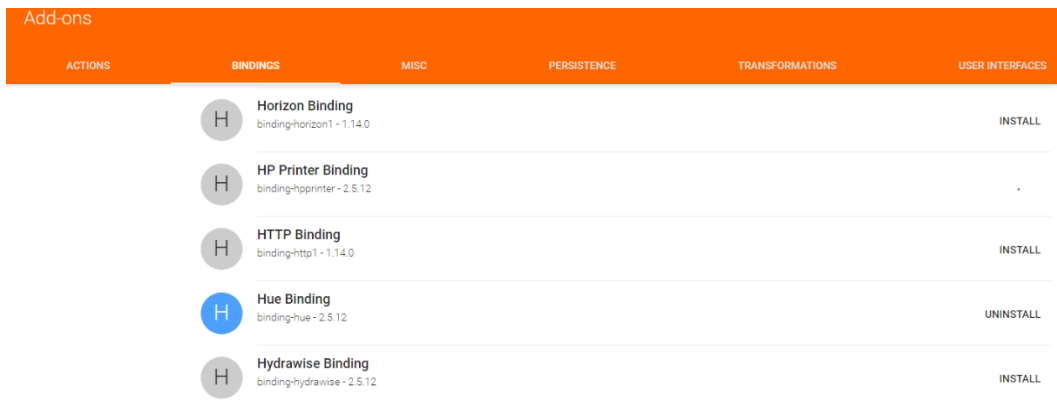 Add-ons
ACTIONS BINDINGS MISC PERSISTENCE TRANSFORMATIONS USER INTERFACES
H Horizon Binding
binding-horizon1 - 1.14.0 INSTALL
H HP Printer Binding
binding-hpprinter - 2.5.12
H HTTP Binding
binding-http1 - 1.14.0 INSTALL
H Hue Binding
binding-hue - 2.5.12 UNINSTALL
H Hydrawise Binding
binding-hydrawise - 2.5.12 INSTALL